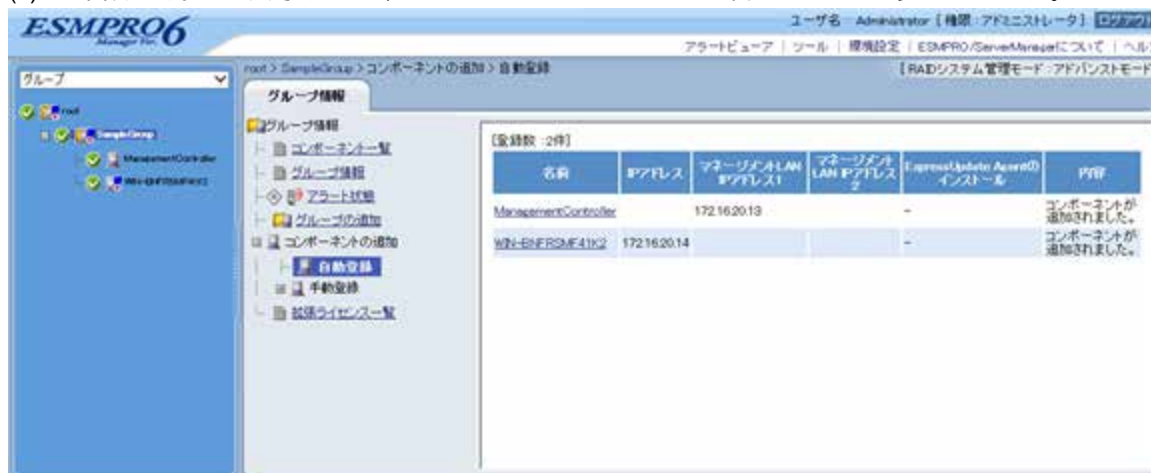 ESMPRO6
Manager Ver.
ユーザ名 Administrator [ 権限:アドミニストレータ]
アラートビューア | ツール | 環境設定 | ESMPRO/ServerManagerについて | ヘル
グループ
root > SampleGroup > コンポーネントの追加 > 自動登録
[ RAIDシステム管理モード:アドバンストモード
root
SampleGroup
ManagementController
グループ情報
グループ情報
コンポーネント一覧
グループ情報
アラート状態
グループの追加
コンポーネントの追加
自動登録
手動登録
拡張ライセンス一覧
[登録数 :2件]
名前 IPアドレス マネージメントLAN IPアドレス1 マネージメントLAN IPアドレス2 ExpressUpdate Agentのインストール 内容
ManagementController 172.16.20.13 - コンポーネントが追加されました。
WIN-BNFRSMF41K2 172.16.20.14 - コンポーネントが追加されました。